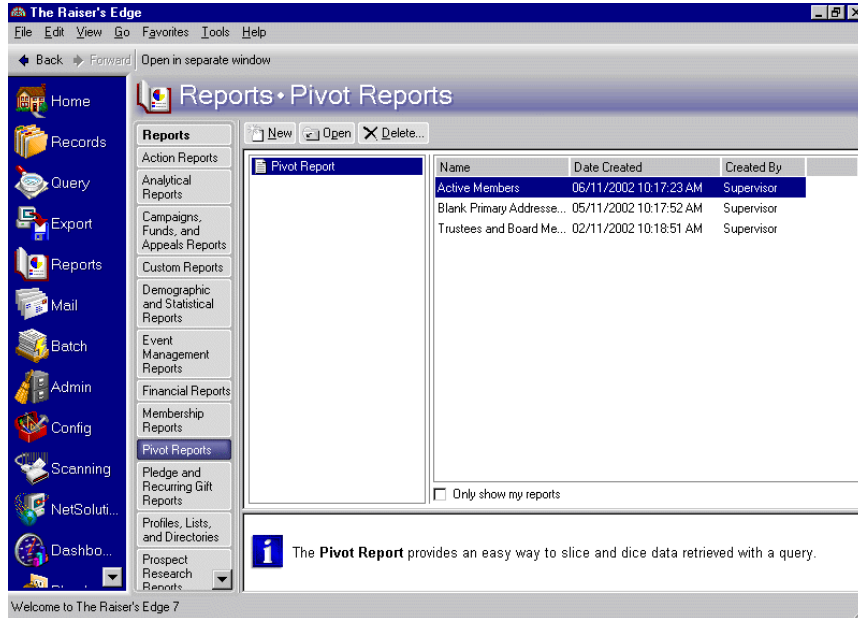 The Raiser's Edge
File Edit View Go Favorites Tools Help
Back Forward Open in separate window
Reports • Pivot Reports
Home
Records
Query
Export
Reports
Mail
Batch
Admin
Config
Scanning
NetSoluti...
Dashbo...
Reports
Action Reports
Analytical
Reports
Campaigns,
Funds, and
Appeals Reports
Custom Reports
Demographic
and Statistical
Reports
Event
Management
Reports
Financial Reports
Membership
Reports
Pivot Reports
Pledge and
Recurring Gift
Reports
Profiles, Lists,
and Directories
Prospect
Research
Reports
New Open Delete...
Pivot Report
Name Date Created Created By
Active Members 06/11/2002 10:17:23 AM Supervisor
Blank Primary Addresse... 05/11/2002 10:17:52 AM Supervisor
Trustees and Board Me... 02/11/2002 10:18:51 AM Supervisor
Only show my reports
The Pivot Report provides an easy way to slice and dice data retrieved with a query.
Welcome to The Raiser's Edge 7